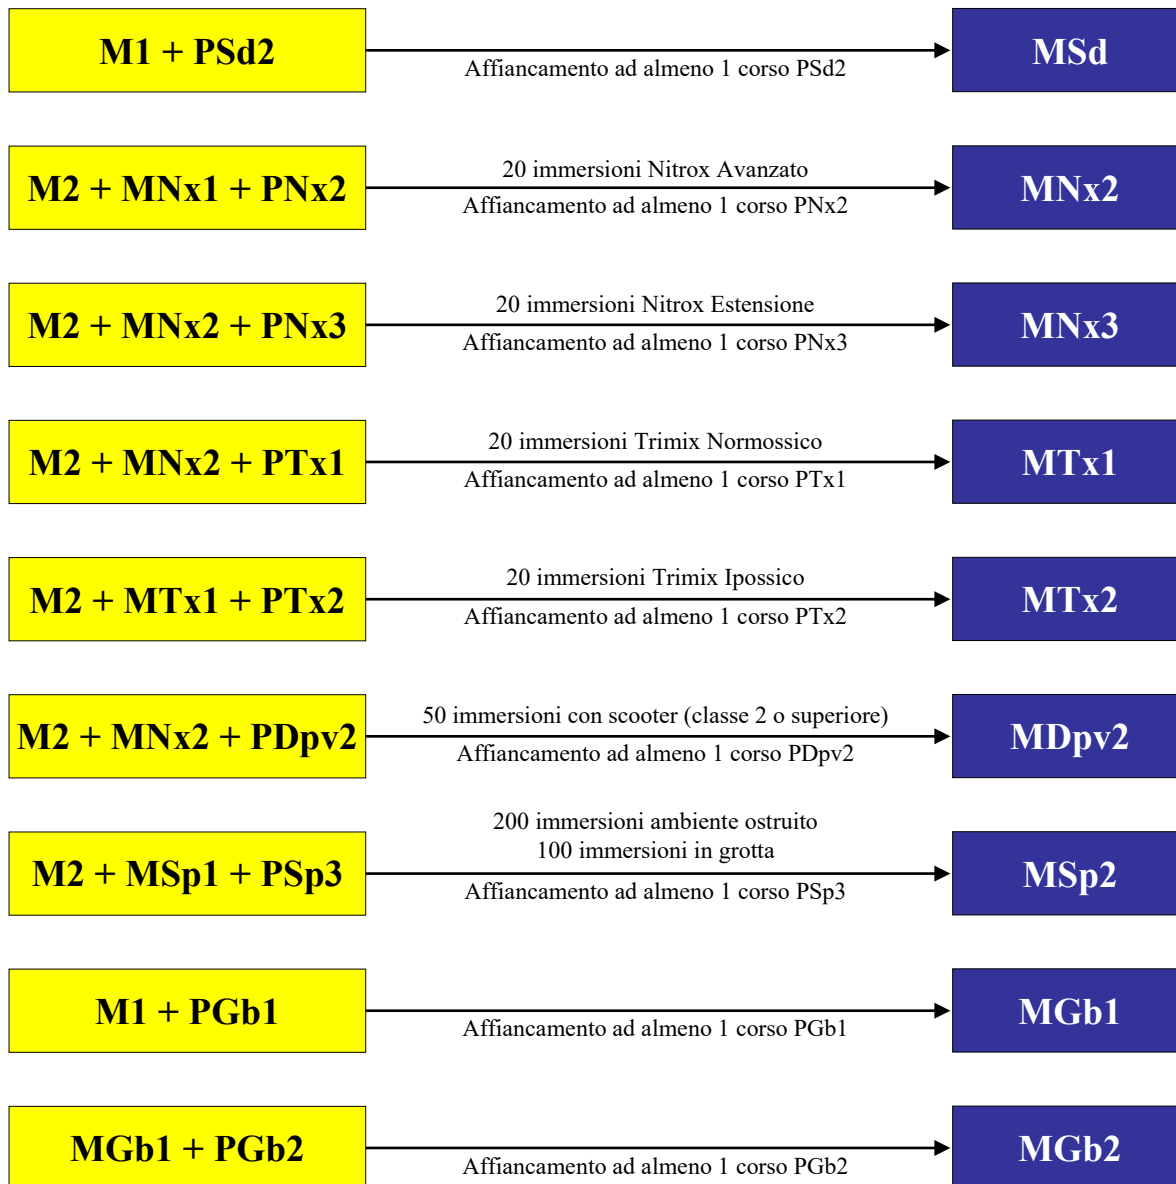 M1 + PSd2
Affiancamento ad almeno 1 corso PSd2
MSd
M2 + MNx1 + PNx2
20 immersioni Nitrox Avanzato
Affiancamento ad almeno 1 corso PNx2
MNx2
M2 + MNx2 + PNx3
20 immersioni Nitrox Estensione
Affiancamento ad almeno 1 corso PNx3
MNx3
M2 + MNx2 + PTx1
20 immersioni Trimix Normossico
Affiancamento ad almeno 1 corso PTx1
MTx1
M2 + MTx1 + PTx2
20 immersioni Trimix Ipossico
Affiancamento ad almeno 1 corso PTx2
MTx2
M2 + MNx2 + PDpv2
50 immersioni con scooter (classe 2 o superiore)
Affiancamento ad almeno 1 corso PDpv2
MDpv2
M2 + MSp1 + PSp3
200 immersioni ambiente ostruito
100 immersioni in grotta
Affiancamento ad almeno 1 corso PSp3
MSp2
M1 + PGb1
Affiancamento ad almeno 1 corso PGb1
MGb1
MGb1 + PGb2
Affiancamento ad almeno 1 corso PGb2
MGb2